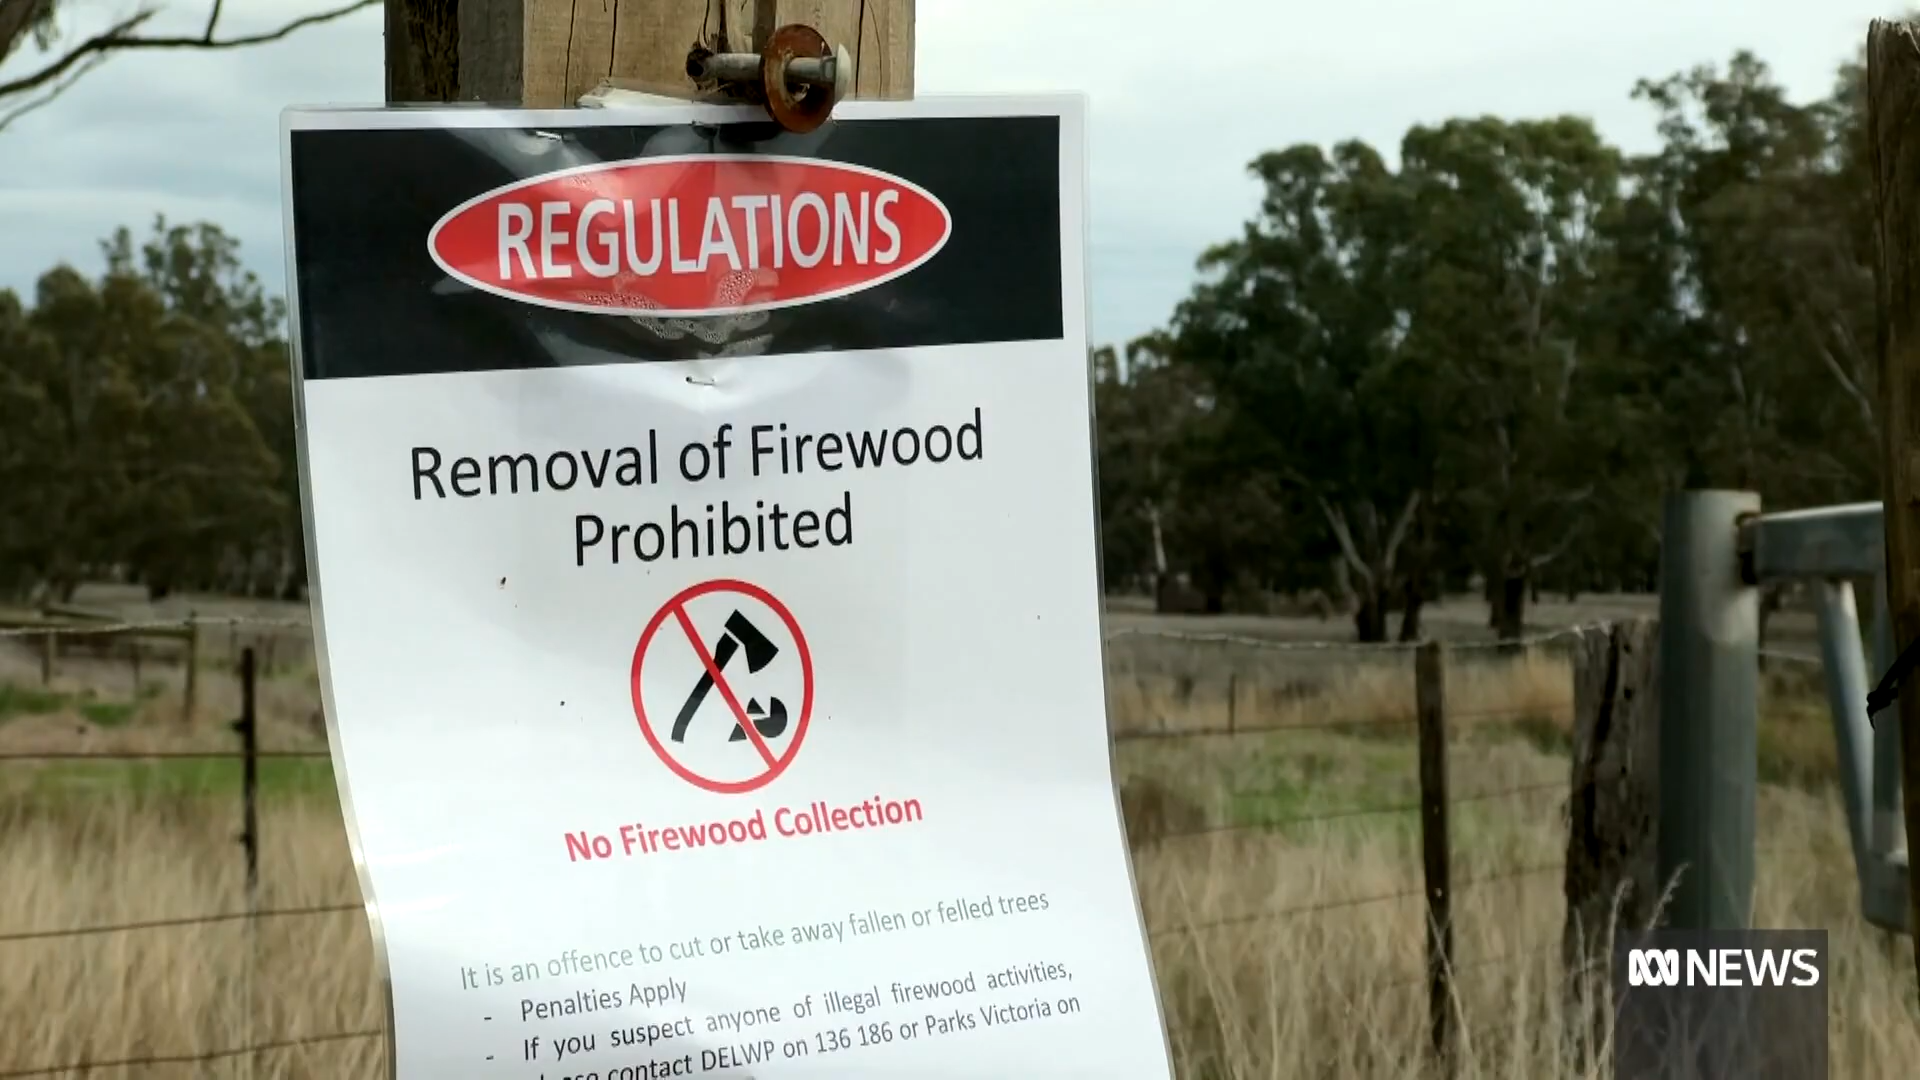 REGULATIONS
Removal of Firewood
Prohibited
No Firewood Collection
It is an offence to cut or take away fallen or felled trees
- Penalties Apply
- If you suspect anyone of illegal firewood activities,
contact DELWP on 136 186 or Parks Victoria on
NEWS